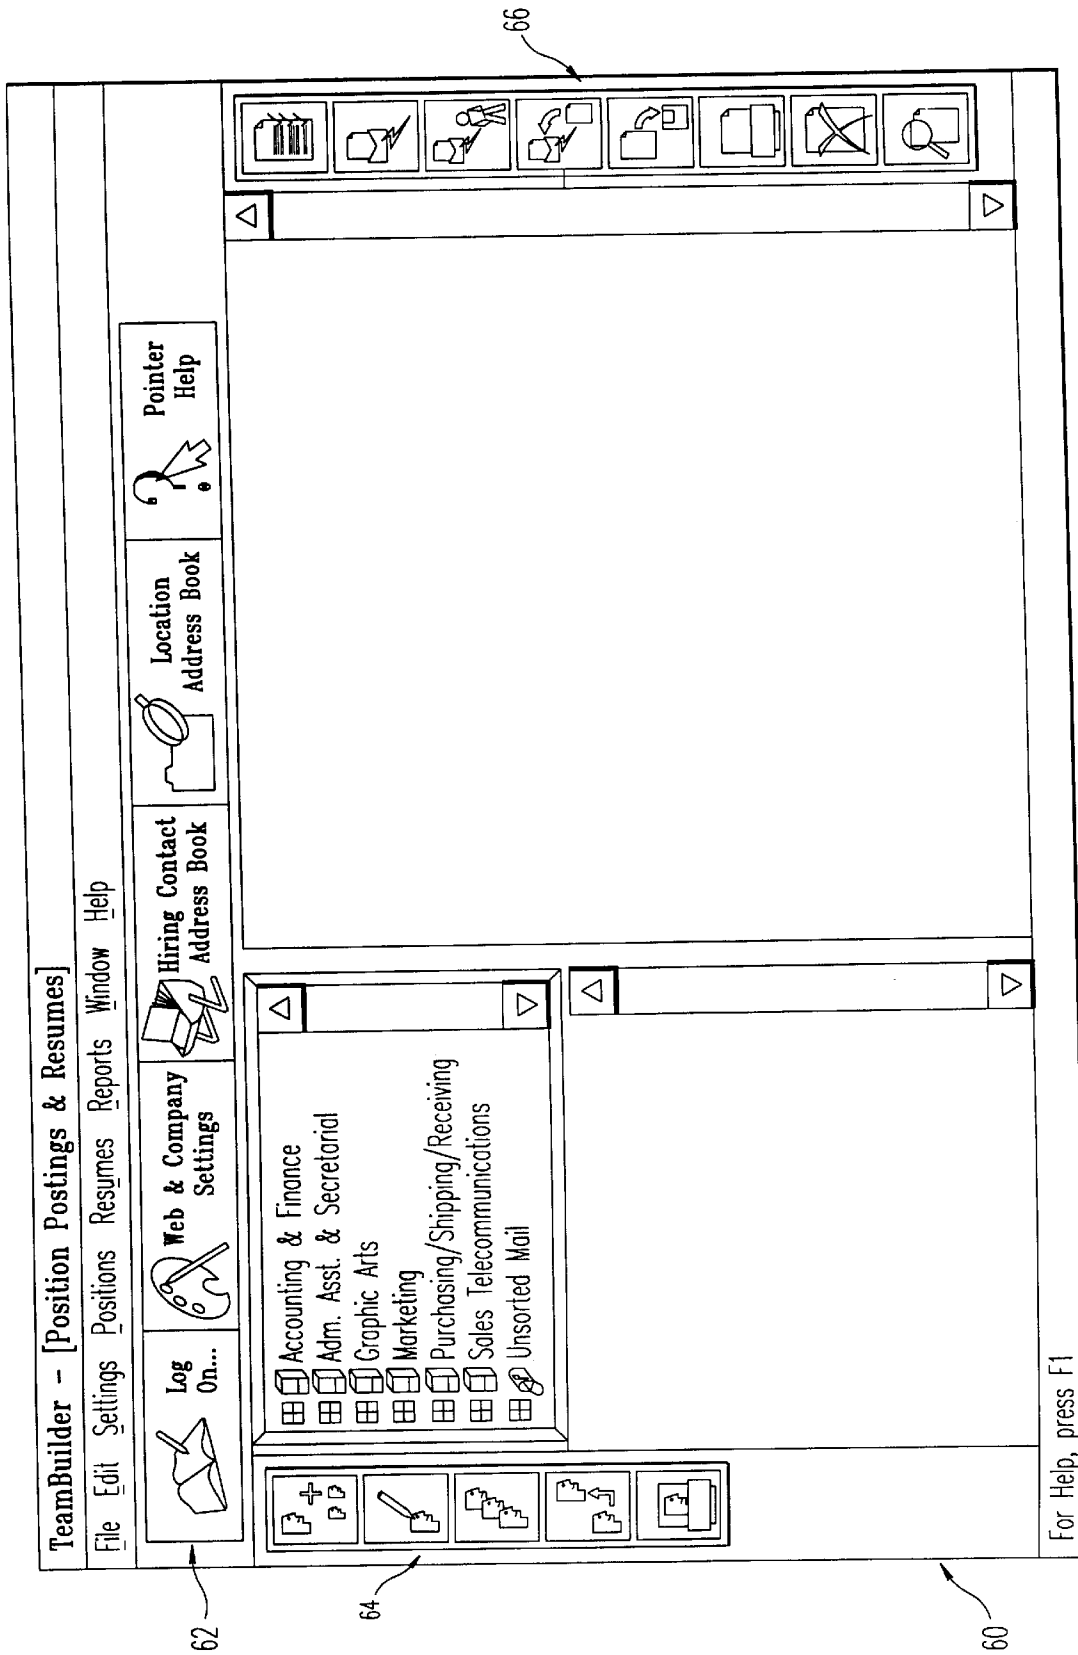 TeamBuilder – [Position Postings & Resumes]
File Edit Settings Positions Resumes Reports Window Help
Log
On...
Web & Company
Settings
Hiring Contact
Address Book
Location
Address Book
Pointer
Help
Accounting & Finance
Adm. Asst. & Secretarial
Graphic Arts
Marketing
Purchasing/Shipping/Receiving
Sales Telecommunications
Unsorted Mail
For Help, press F1
62
64
60
66